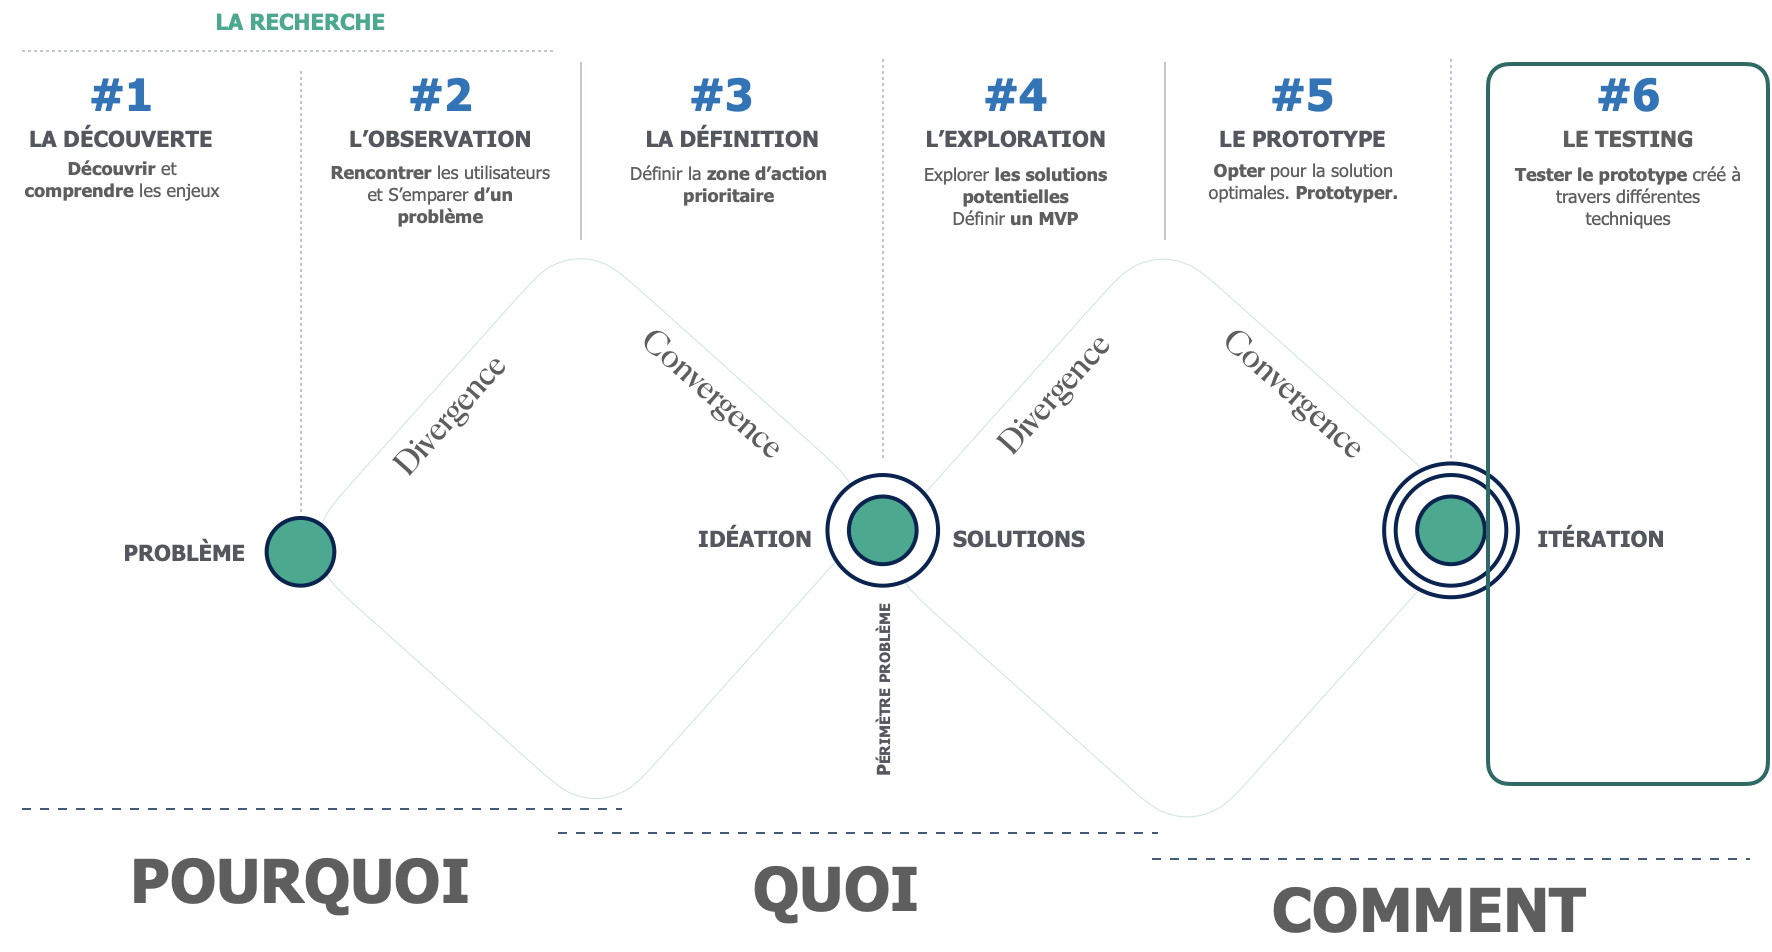 LA RECHERCHE
#1
LA DÉCOUVERTE
Découvrir et
comprendre les enjeux
#2
L’OBSERVATION
Rencontrer les utilisateurs
et S’emparer d’un
problème
#3
LA DÉFINITION
Définir la zone d’action
prioritaire
#4
L’EXPLORATION
Explorer les solutions
potentielles
Définir un MVP
#5
LE PROTOTYPE
Opter pour la solution
optimales. Prototyper.
#6
LE TESTING
Tester le prototype créé à
travers différentes
techniques
Divergence
Convergence
Divergence
Convergence
PROBLÈME
IDÉATION
SOLUTIONS
ITÉRATION
PÉRIMÈTRE PROBLÈME
POURQUOI
QUOI
COMMENT